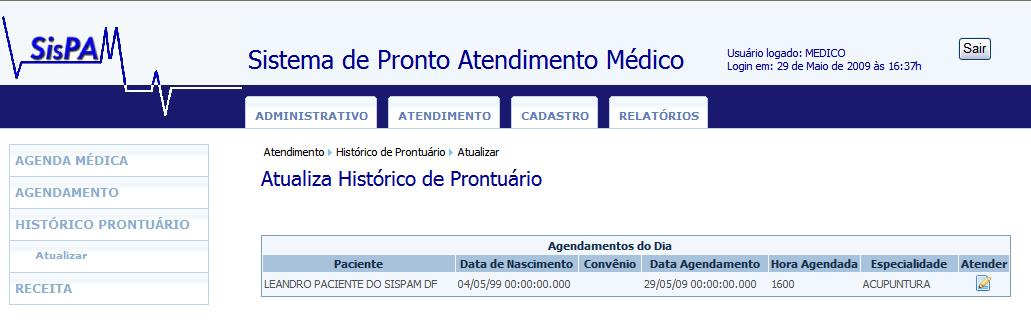 SisPA
Sistema de Pronto Atendimento Médico
Usuário logado: MEDICO
Login em: 29 de Maio de 2009 às 16:37h
Sair
ADMINISTRATIVO ATENDIMENTO CADASTRO RELATÓRIOS
AGENDA MÉDICA
AGENDAMENTO
HISTÓRICO PRONTUÁRIO
Atualizar
RECEITA
Atendimento Histórico de Prontuário Atualizar
Atualiza Histórico de Prontuário
Agendamentos do Dia
Paciente Data de Nascimento Convênio Data Agendamento Hora Agendada Especialidade Atender
LEANDRO PACIENTE DO SISPAM DF 04/05/99 00:00:00.000 29/05/09 00:00:00.000 1600 ACUPUNTURA